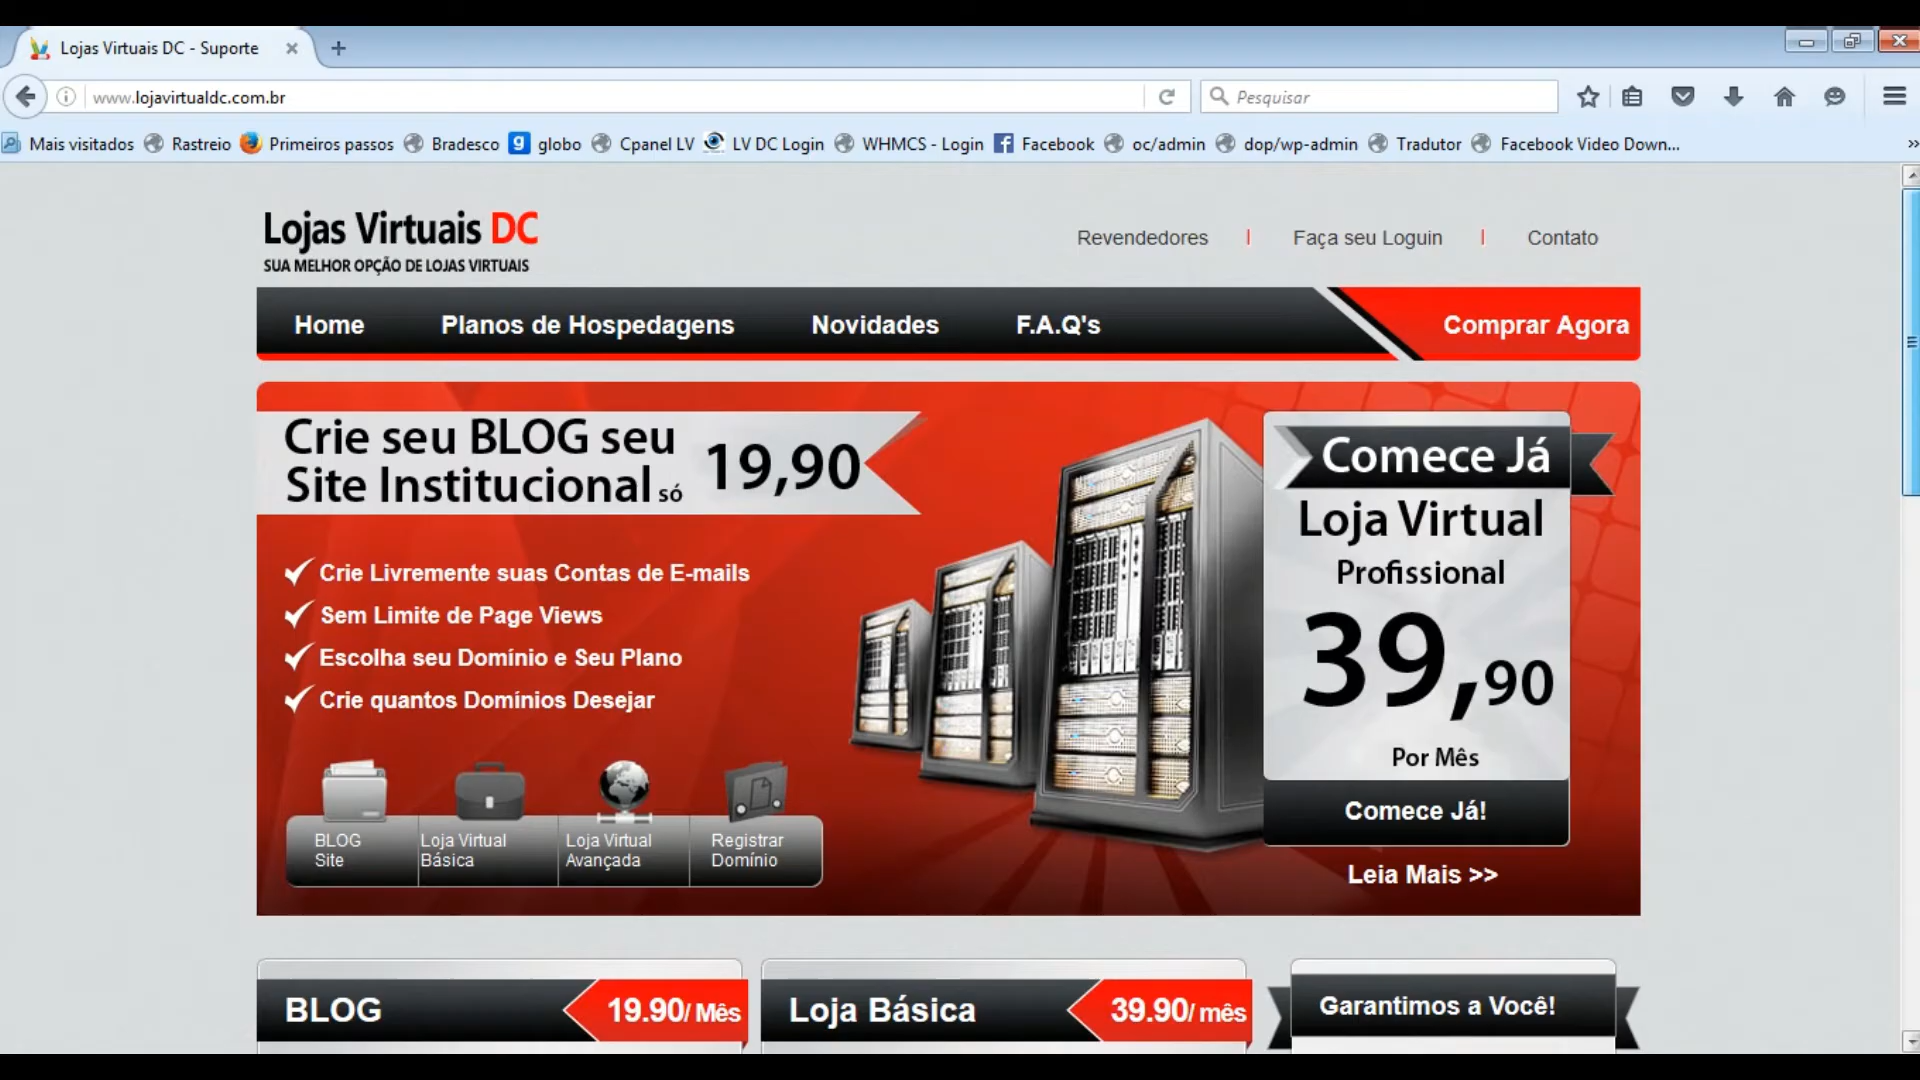 Lojas Virtuais DC - Suporte
www.lojavirtualdc.com.br
Pesquisar
Mais visitados Rastreio Primeiros passos Bradesco globo Cpanel LV LV DC Login WHMCS - Login Facebook oc/admin dop/wp-admin Tradutor Facebook Video Down...
Lojas Virtuais DC
SUA MELHOR OPÇÃO DE LOJAS VIRTUAIS
Revendedores | Faça seu Loguin | Contato
Home Planos de Hospedagens Novidades F.A.Q's Comprar Agora
Crie seu BLOG seu
Site Institucional só 19,90
Crie Livremente suas Contas de E-mails
Sem Limite de Page Views
Escolha seu Domínio e Seu Plano
Crie quantos Domínios Desejar
BLOG
Site
Loja Virtual
Básica
Loja Virtual
Avançada
Registrar
Domínio
Comece Já
Loja Virtual
Profissional
39,90
Por Mês
Comece Já!
Leia Mais >>
BLOG 19.90/ Mês
Loja Básica 39.90/ mês
Garantimos a Você!